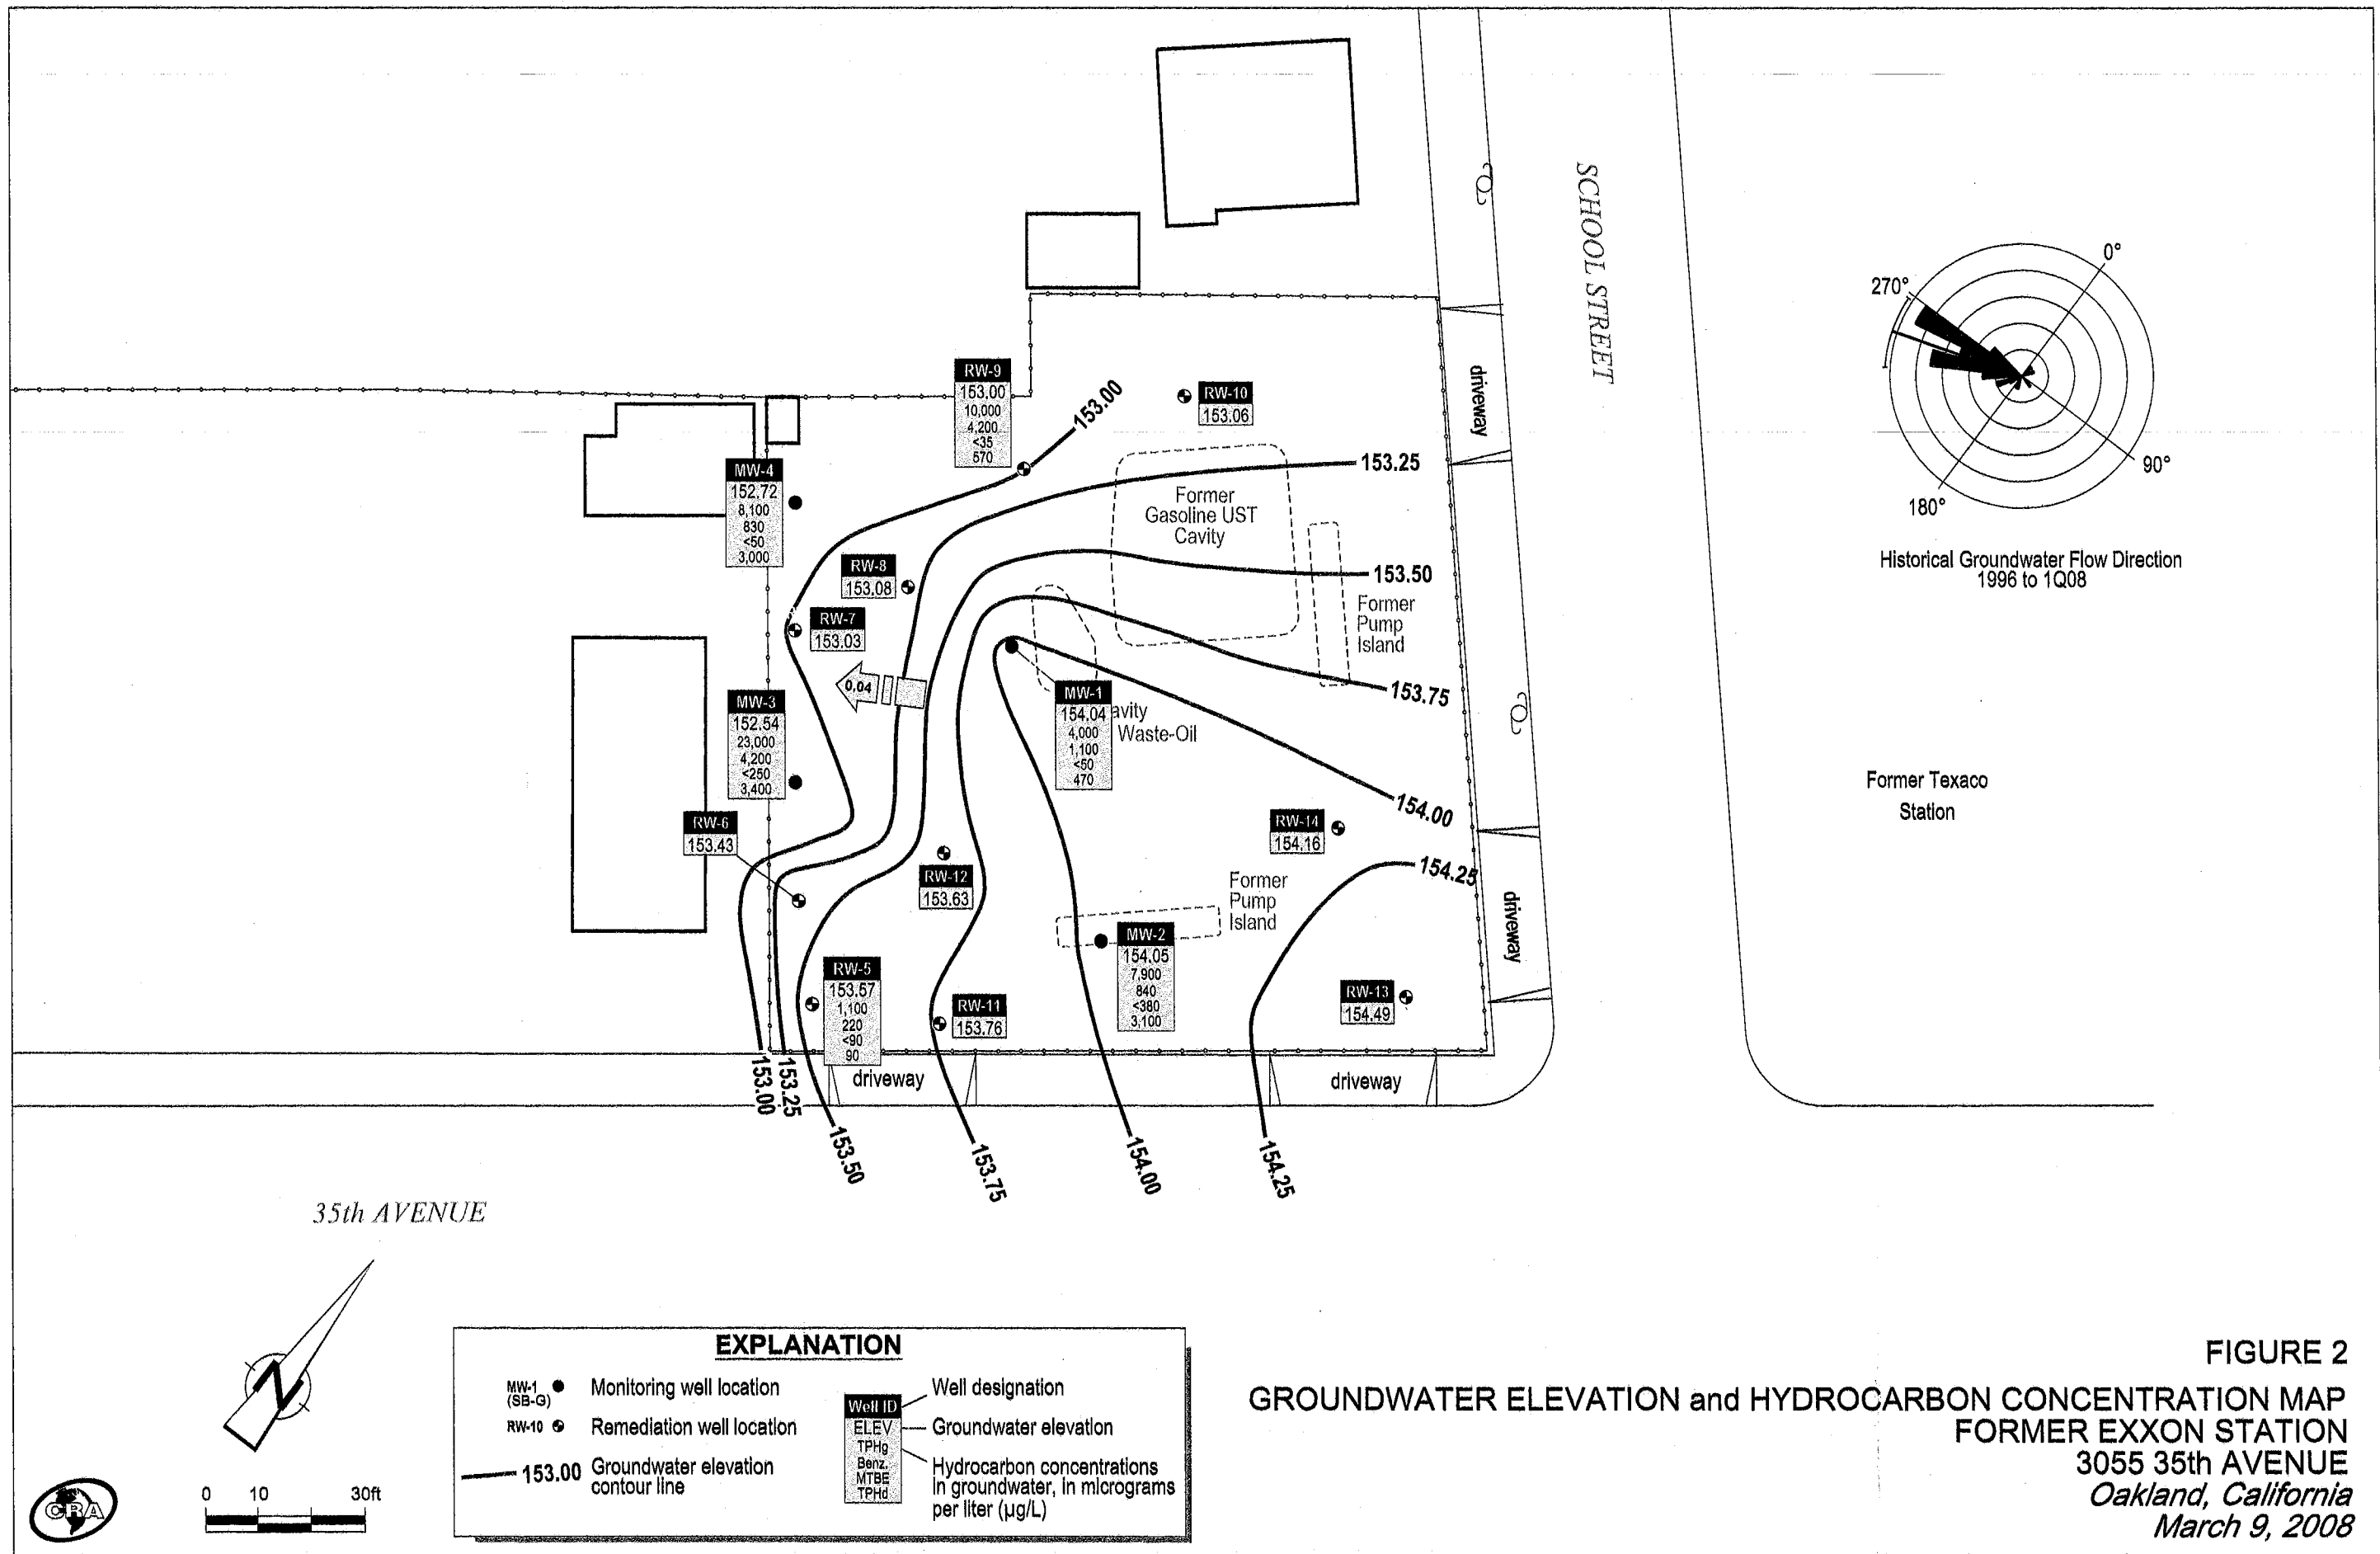 SCHOOL STREET
0°
270°
90°
180°
Historical Groundwater Flow Direction
1996 to 1Q08
driveway
RW-9
153.00
10,000
4,200
<35
570
153.00
RW-10
153.06
153.25
MW-4
152.72
8,100
830
<50
3,000
Former
Gasoline UST
Cavity
RW-8
153.08
153.50
Former
Pump
Island
RW-7
153.03
0.04
153.75
MW-3
152.54
23,000
4,200
<250
3,400
MW-1
154.04
4,000
1,100
<50
470
avity
Waste-Oil
Former Texaco
Station
154.00
RW-6
153.43
RW-14
154.16
154.25
RW-12
153.63
Former
Pump
Island
driveway
MW-2
154.05
7,900
840
<380
3,100
RW-5
153.57
1,100
220
<90
90
RW-11
153.76
RW-13
154.49
driveway
driveway
153.00
153.25
153.50
153.75
154.00
154.25
35th AVENUE
N
CRA
0 10 30ft
EXPLANATION
MW-1
(SB-G)
Monitoring well location
RW-10
Remediation well location
153.00
Groundwater elevation
contour line
Well ID
ELEV
TPHg
Benz.
MTBE
TPHd
Well designation
Groundwater elevation
Hydrocarbon concentrations
in groundwater, in micrograms
per liter (µg/L)
FIGURE 2
GROUNDWATER ELEVATION and HYDROCARBON CONCENTRATION MAP
FORMER EXXON STATION
3055 35th AVENUE
Oakland, California
March 9, 2008